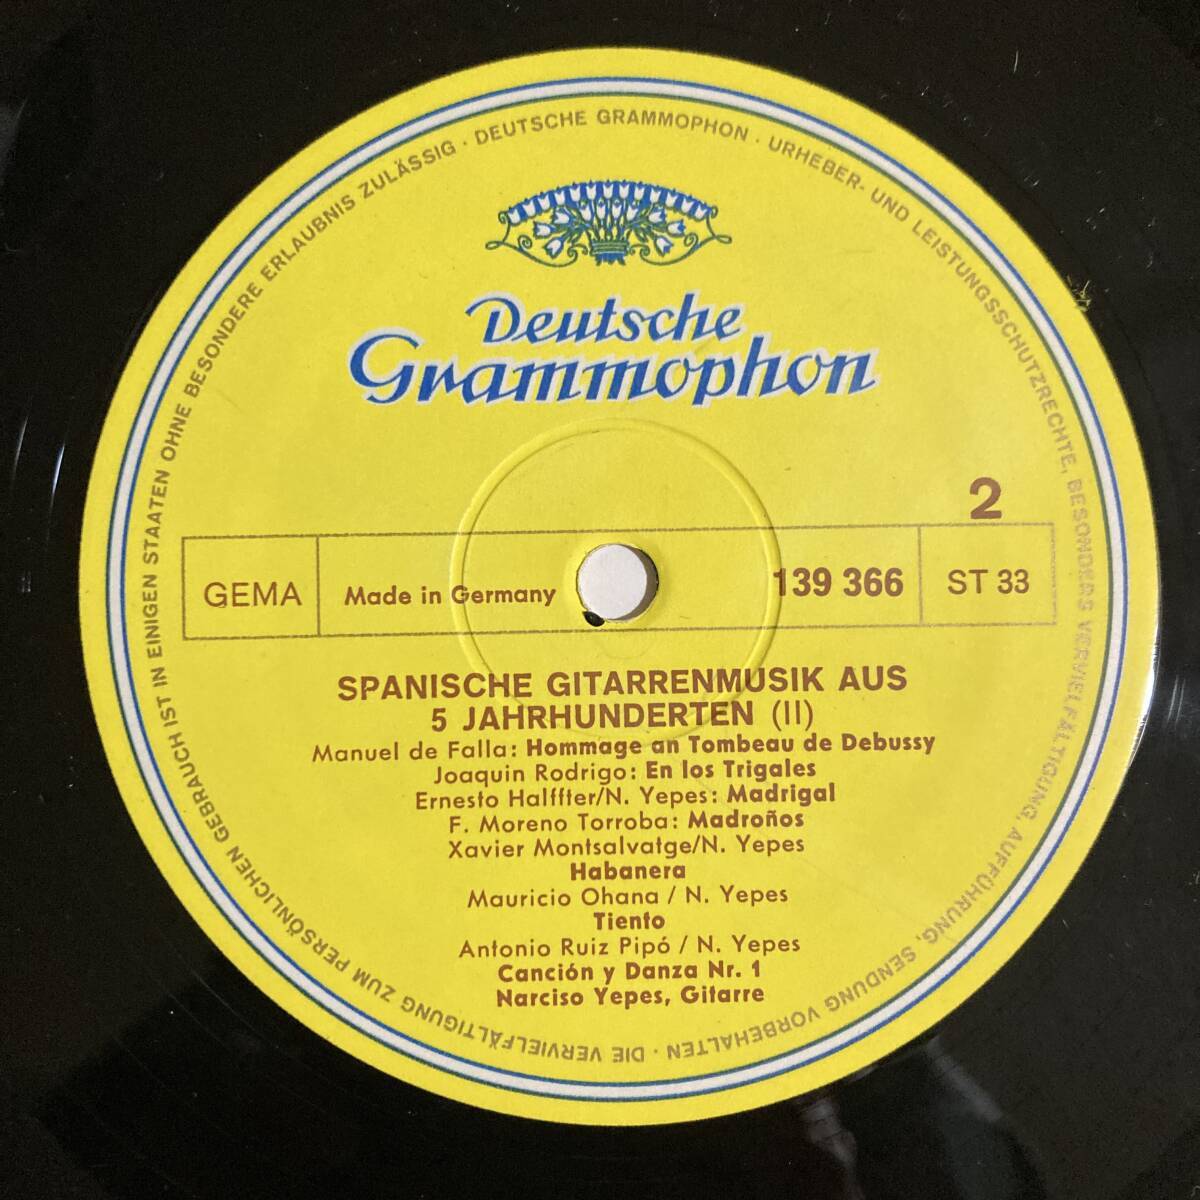 DEUTSCHE GRAMMOPHON · URHEBER- UND LEISTUNGSSCHUTZRECHTE, BESONDERS VERVIELFÄLTIGUNG, AUFFÜHRUNG, SENDUNG VORBEHALTEN · DIE VERVIELFÄLTIGUNG ZUM PERSÖNLICHEN GEBRAUCH IST IN EINIGEN STAATEN OHNE BESONDERE ERLAUBNIS ZULÄSSIG ·
Deutsche
Grammophon
2
GEMA Made in Germany 139 366 ST 33
SPANISCHE GITARRENMUSIK AUS
5 JAHRHUNDERTEN (II)
Manuel de Falla: Hommage an Tombeau de Debussy
Joaquin Rodrigo: En los Trigales
Ernesto Halffter/N. Yepes: Madrigal
F. Moreno Torroba: Madroños
Xavier Montsalvatge/N. Yepes
Habanera
Mauricio Ohana / N. Yepes
Tiento
Antonio Ruiz Pipó / N. Yepes
Canción y Danza Nr. 1
Narciso Yepes, Gitarre